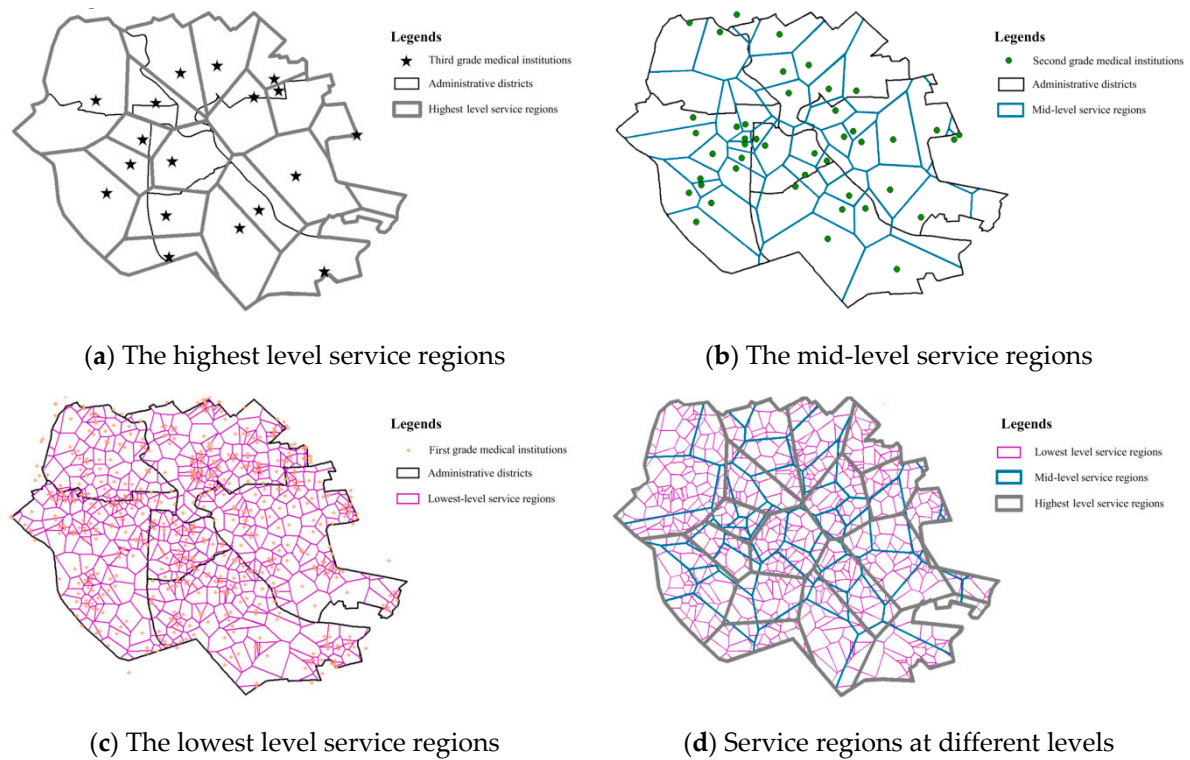 Legends
Third grade medical institutions
Administrative districts
Highest level service regions
Legends
Second grade medical institutions
Administrative districts
Mid-level service regions
(a) The highest level service regions
(b) The mid-level service regions
Legends
First grade medical institutions
Administrative districts
Lowest-level service regions
Legends
Lowest level service regions
Mid-level service regions
Highest level service regions
(c) The lowest level service regions
(d) Service regions at different levels